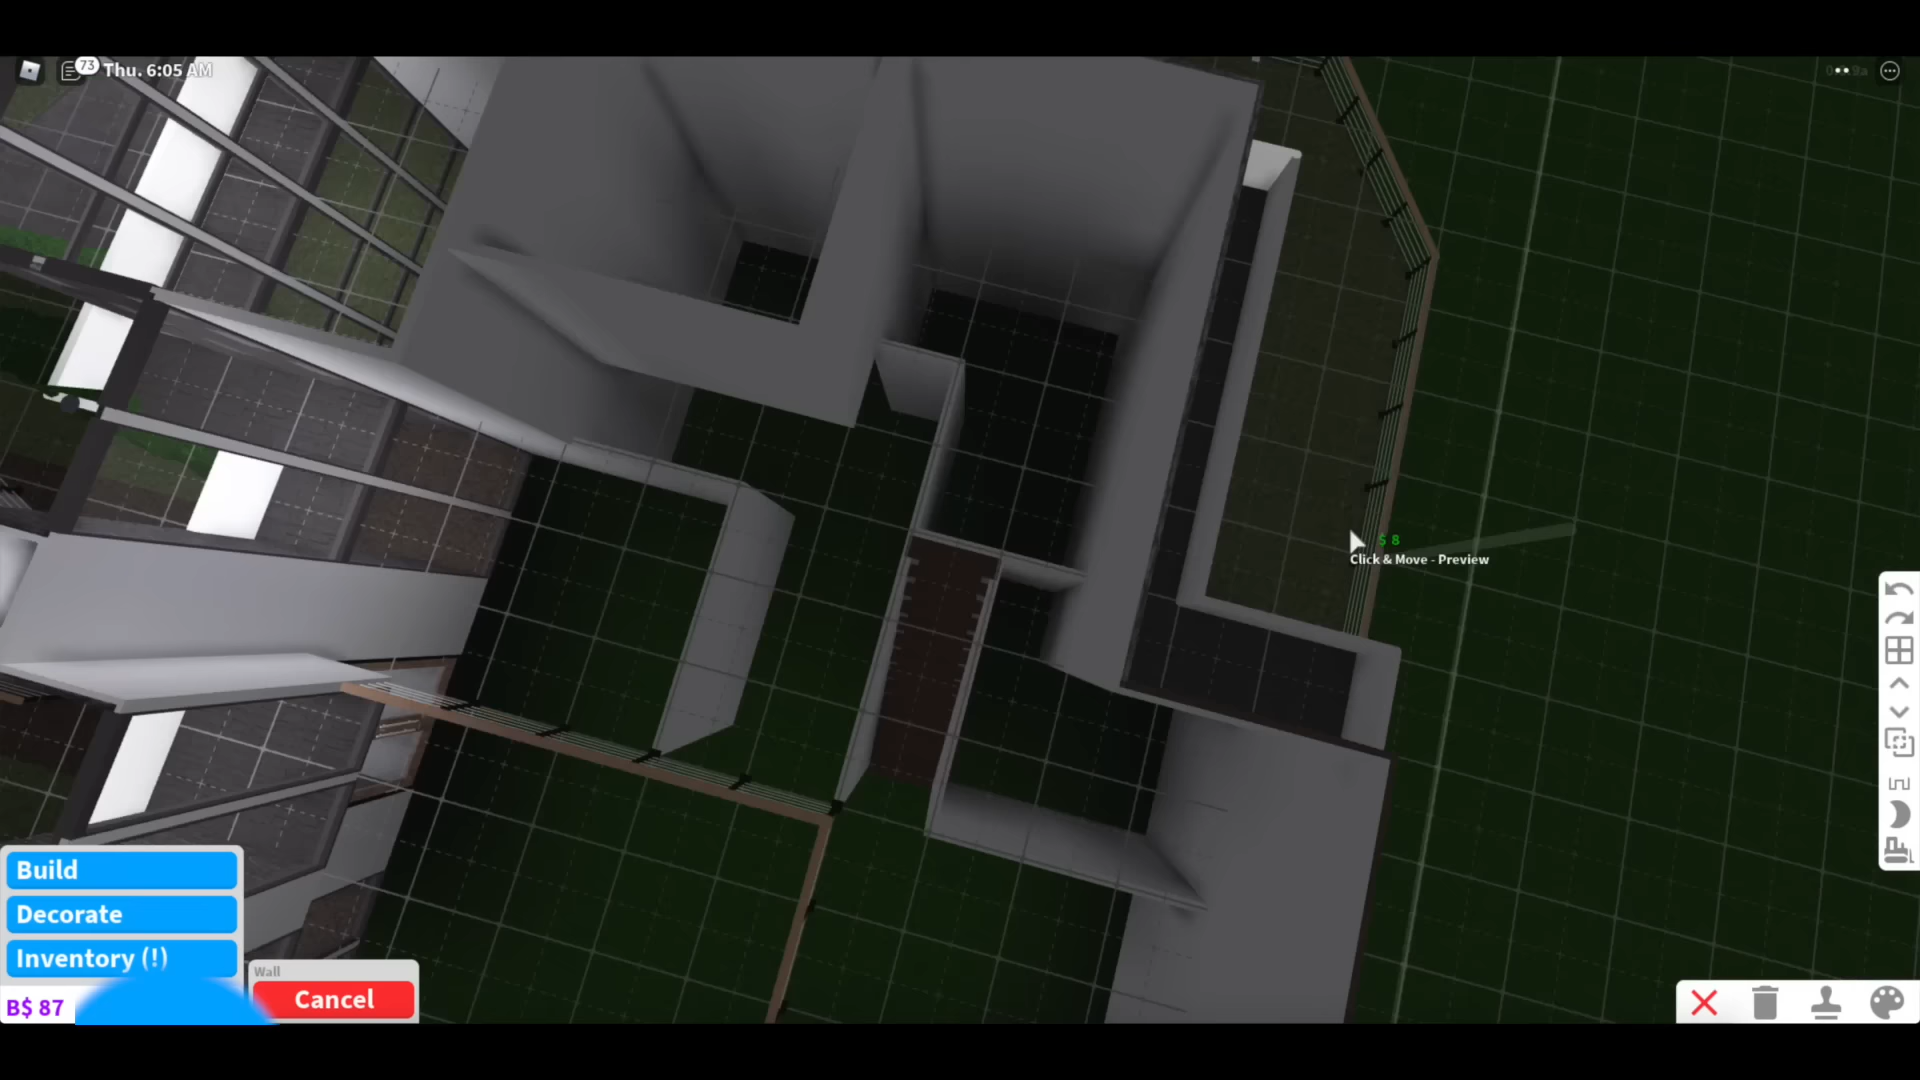 73
Thu. 6:05 AM
$ 8
Click & Move - Preview
Build
Decorate
Inventory (!)
Wall
Cancel
B$ 87